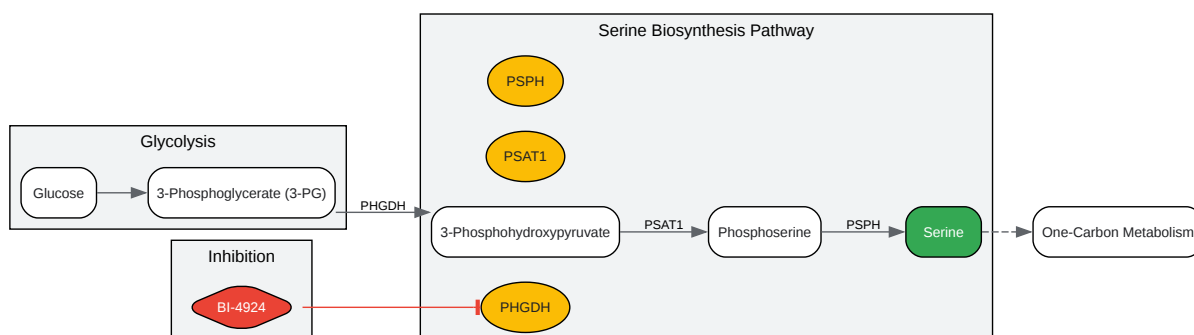 Serine Biosynthesis Pathway
PSPH
Glycolysis
PSAT1
Glucose
3-Phosphoglycerate (3-PG)
PHGDH
3-Phosphohydroxypyruvate
PSAT1
Phosphoserine
PSPH
Serine
One-Carbon Metabolism
Inhibition
BI-4924
PHGDH